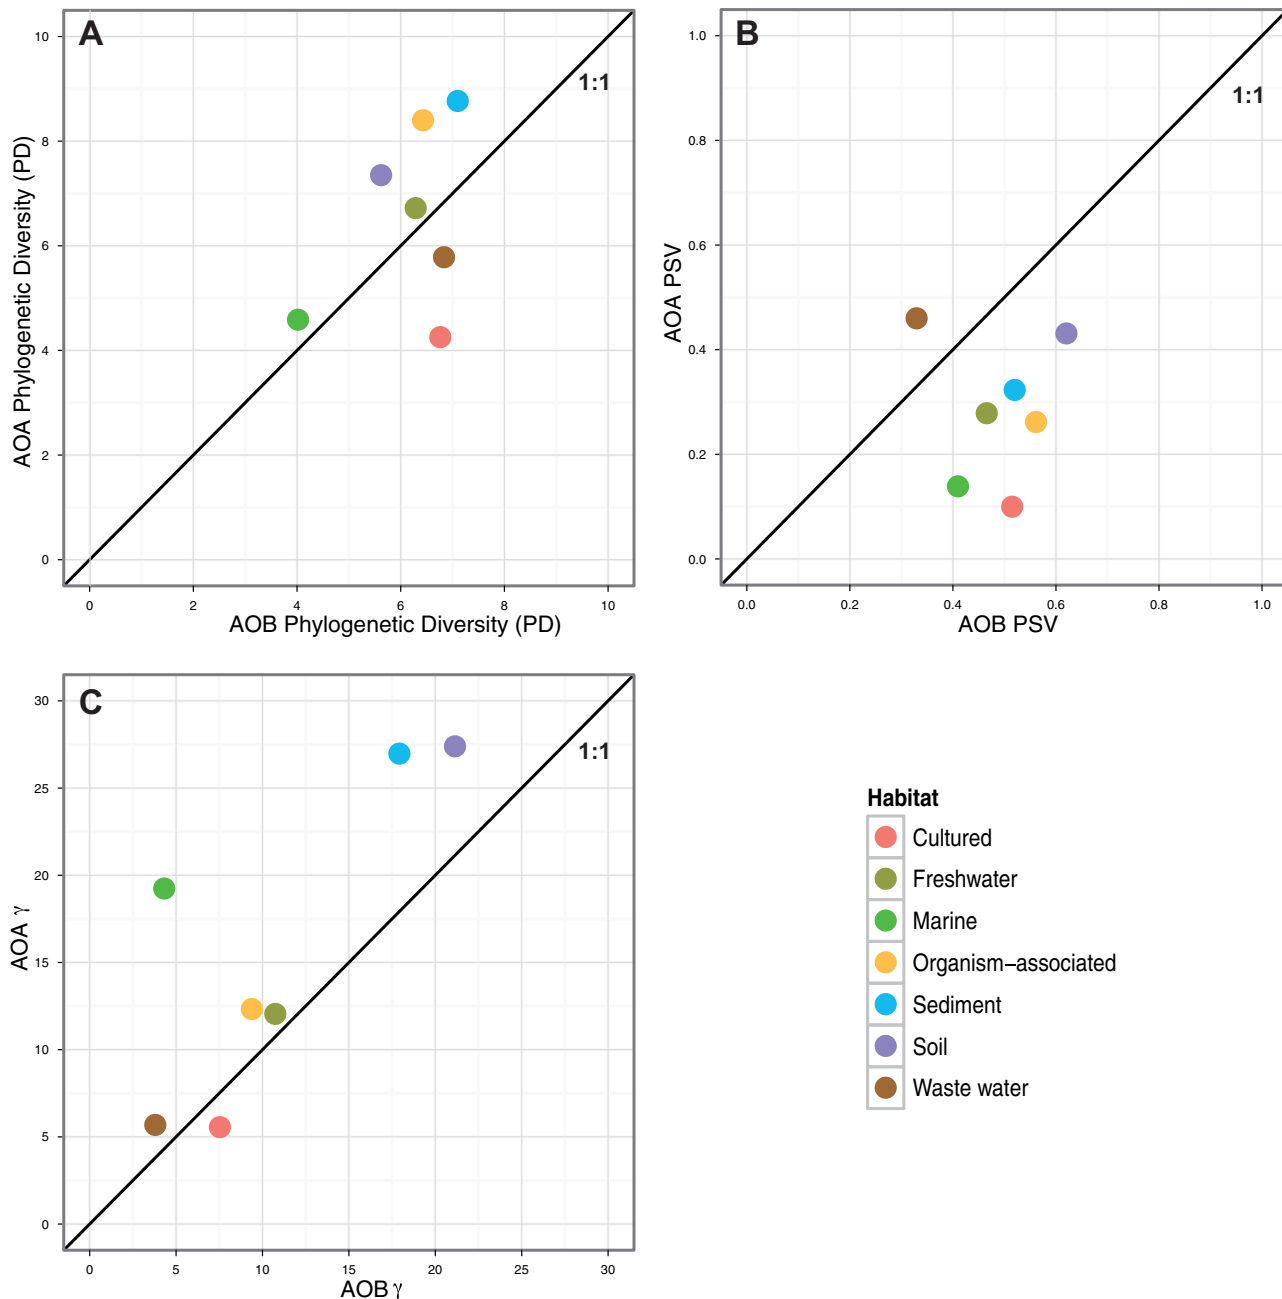 A
1:1
10
8
6
4
2
0
0
2
4
6
8
10
AOA Phylogenetic Diversity (PD)
AOB Phylogenetic Diversity (PD)
B
1:1
1.0
0.8
0.6
0.4
0.2
0.0
0.0
0.2
0.4
0.6
0.8
1.0
AOA PSV
AOB PSV
C
1:1
30
25
20
15
10
5
0
0
5
10
15
20
25
30
AOA γ
AOB γ
Habitat
Cultured
Freshwater
Marine
Organism−associated
Sediment
Soil
Waste water